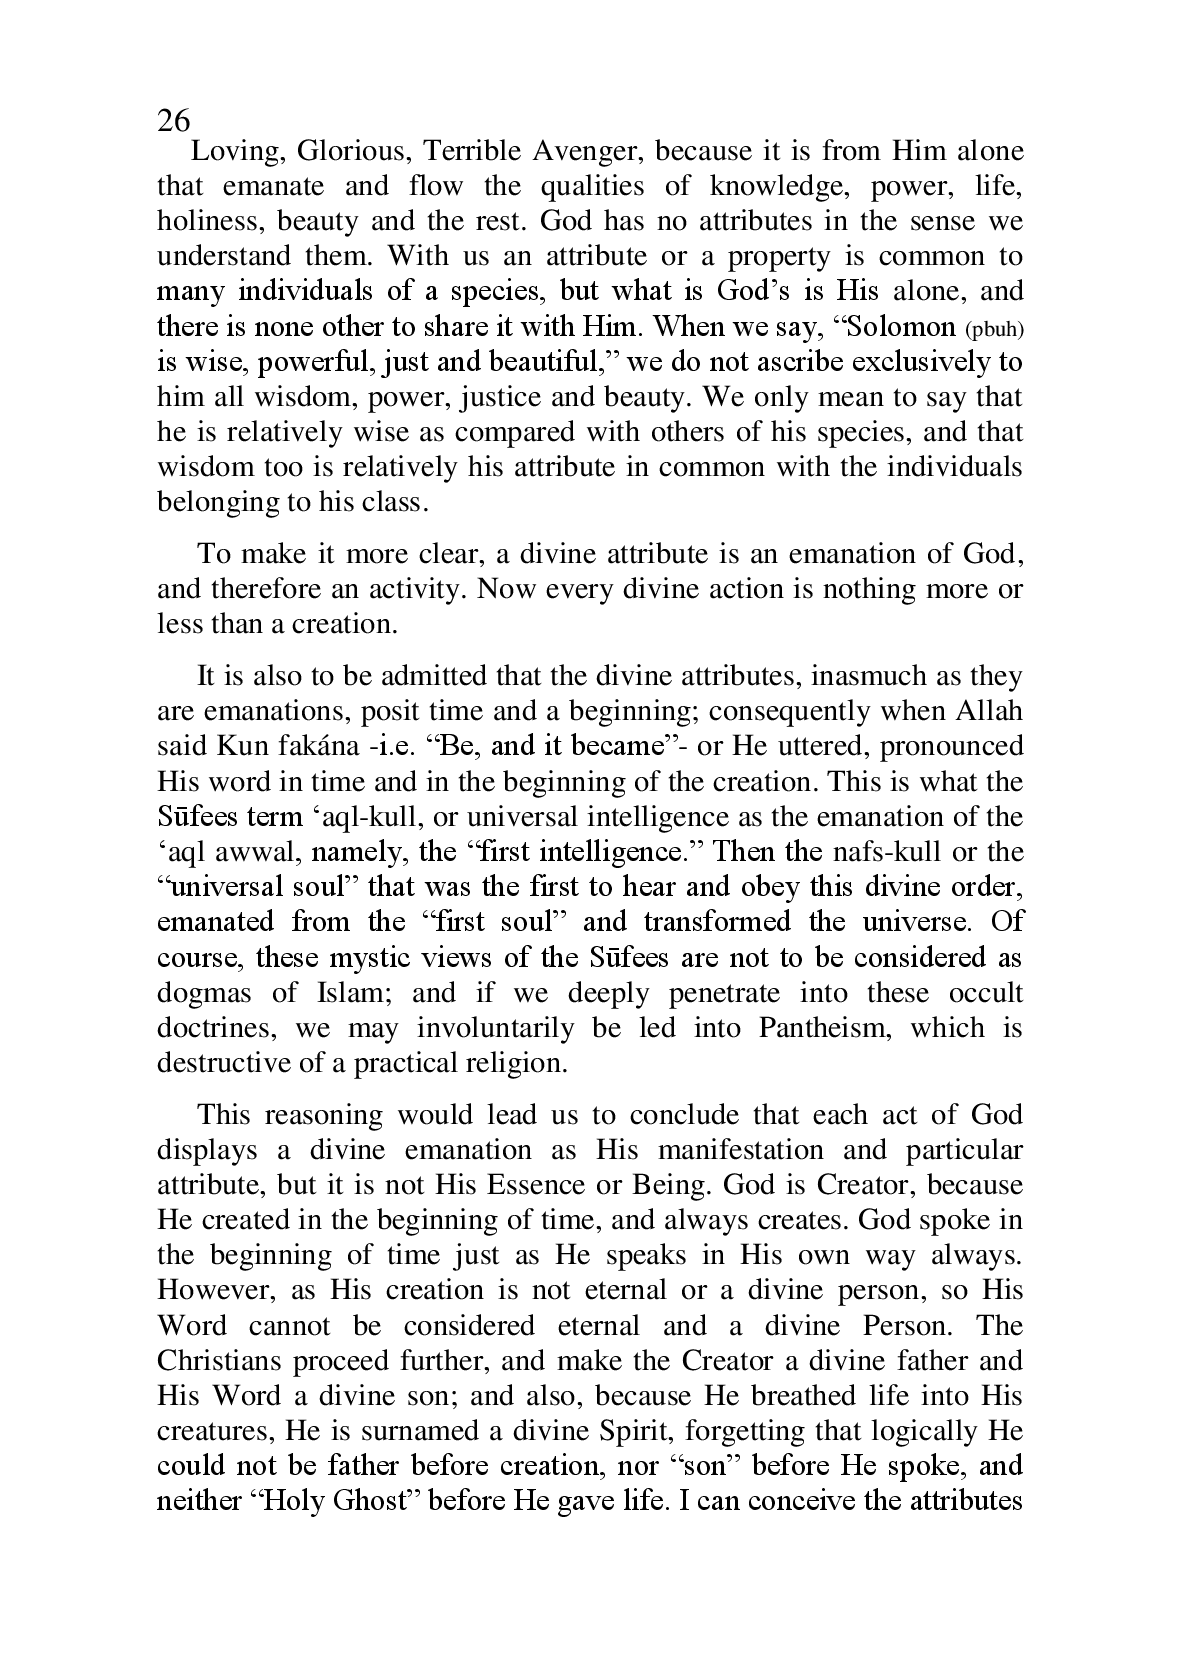 26
Loving, Glorious, Terrible Avenger, because it is from Him alone
that emanate and flow the qualities of knowledge, power, life,
holiness, beauty and the rest. God has no attributes in the sense we
understand them. With us an attribute or a property is common to
many individuals of a species, but what is God’s is His alone, and
there is none other to share it with Him. When we say, “Solomon (pbuh)
is wise, powerful, just and beautiful,” we do not ascribe exclusively to
him all wisdom, power, justice and beauty. We only mean to say that
he is relatively wise as compared with others of his species, and that
wisdom too is relatively his attribute in common with the individuals
belonging to his class.
To make it more clear, a divine attribute is an emanation of God,
and therefore an activity. Now every divine action is nothing more or
less than a creation.
It is also to be admitted that the divine attributes, inasmuch as they
are emanations, posit time and a beginning; consequently when Allah
said Kun fakána -i.e. “Be, and it became”- or He uttered, pronounced
His word in time and in the beginning of the creation. This is what the
Sūfees term ‘aql-kull, or universal intelligence as the emanation of the
‘aql awwal, namely, the “first intelligence.” Then the nafs-kull or the
“universal soul” that was the first to hear and obey this divine order,
emanated from the “first soul” and transformed the universe. Of
course, these mystic views of the Sūfees are not to be considered as
dogmas of Islam; and if we deeply penetrate into these occult
doctrines, we may involuntarily be led into Pantheism, which is
destructive of a practical religion.
This reasoning would lead us to conclude that each act of God
displays a divine emanation as His manifestation and particular
attribute, but it is not His Essence or Being. God is Creator, because
He created in the beginning of time, and always creates. God spoke in
the beginning of time just as He speaks in His own way always.
However, as His creation is not eternal or a divine person, so His
Word cannot be considered eternal and a divine Person. The
Christians proceed further, and make the Creator a divine father and
His Word a divine son; and also, because He breathed life into His
creatures, He is surnamed a divine Spirit, forgetting that logically He
could not be father before creation, nor “son” before He spoke, and
neither “Holy Ghost” before He gave life. I can conceive the attributes